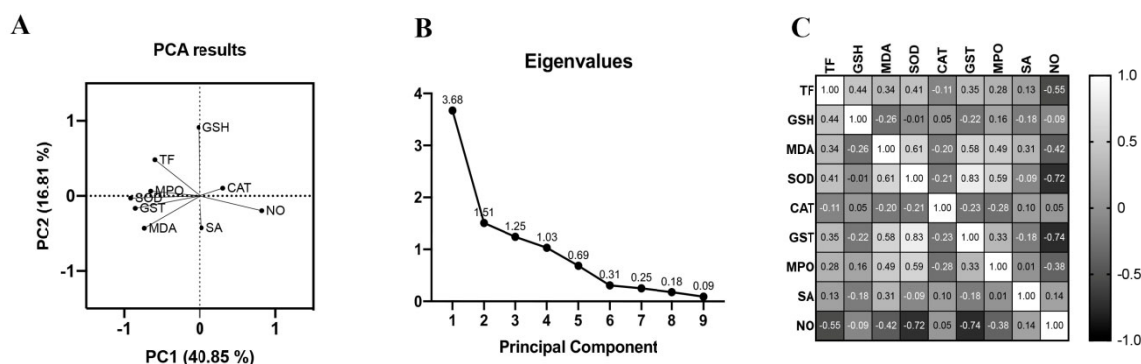 A
PCA results
PC2 (16.81 %)
1
0
-1
GSH
TF
MPO
CAT
SOD
GST
NO
MDA
SA
-1
0
1
PC1 (40.85 %)
B
Eigenvalues
4
3
2
1
0
3.68
1.51
1.25
1.03
0.69
0.31
0.25
0.18
0.09
1 2 3 4 5 6 7 8 9
Principal Component
C
TF GSH MDA SOD CAT GST MPO SA NO
TF 1.00 0.44 0.34 0.41 -0.11 0.35 0.28 0.13 -0.55
GSH 0.44 1.00 -0.26 -0.01 0.05 -0.22 0.16 -0.18 -0.09
MDA 0.34 -0.26 1.00 0.61 -0.20 0.58 0.49 0.31 -0.42
SOD 0.41 -0.01 0.61 1.00 -0.21 0.83 0.59 -0.09 -0.72
CAT -0.11 0.05 -0.20 -0.21 1.00 -0.23 -0.28 0.10 0.05
GST 0.35 -0.22 0.58 0.83 -0.23 1.00 0.33 -0.18 -0.74
MPO 0.28 0.16 0.49 0.59 -0.28 0.33 1.00 0.01 -0.38
SA 0.13 -0.18 0.31 -0.09 0.10 -0.18 0.01 1.00 0.14
NO -0.55 -0.09 -0.42 -0.72 0.05 -0.74 -0.38 0.14 1.00
1.0
0.5
0
-0.5
-1.0